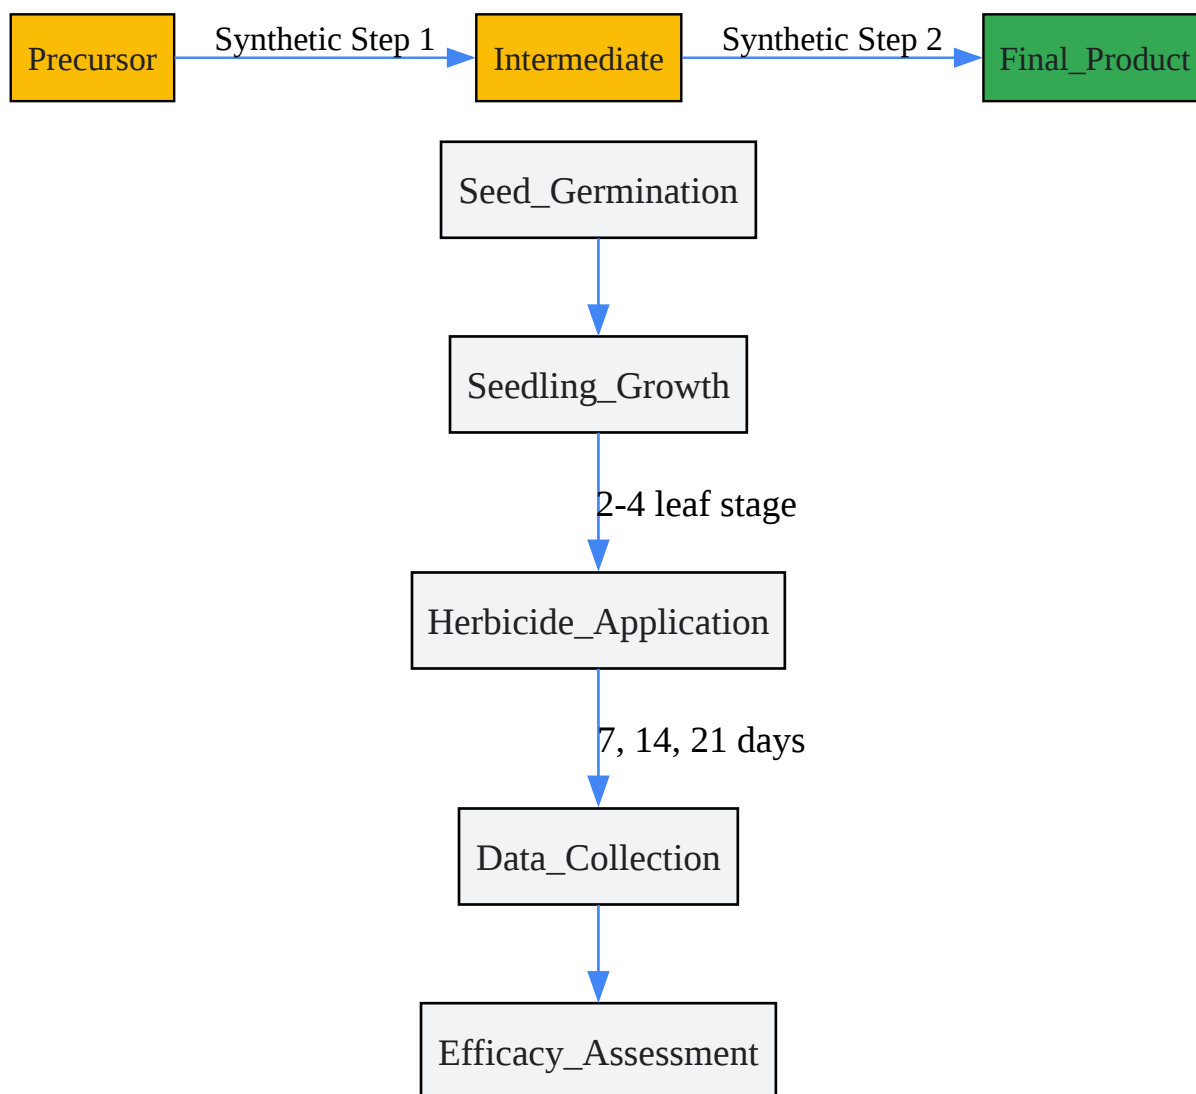 Precursor
Synthetic Step 1
Intermediate
Synthetic Step 2
Final_Product
Seed_Germination
Seedling_Growth
2-4 leaf stage
Herbicide_Application
7, 14, 21 days
Data_Collection
Efficacy_Assessment